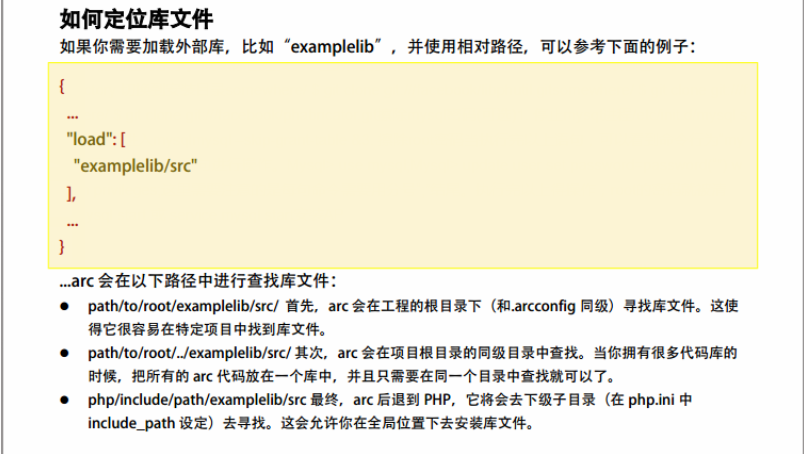 如何定位库文件
如果你需要加载外部库，比如“examplelib”，并使用相对路径，可以参考下面的例子：
{
...
"load": [
"examplelib/src"
],
...
}
...arc 会在以下路径中进行查找库文件：
● path/to/root/examplelib/src/ 首先，arc 会在工程的根目录下（和.arcconfig 同级）寻找库文件。这使
得它很容易在特定项目中找到库文件。
● path/to/root/../examplelib/src/ 其次，arc 会在项目根目录的同级目录中查找。当你拥有很多代码库的
时候，把所有的 arc 代码放在一个库中，并且只需要在同一个目录中查找就可以了。
● php/include/path/examplelib/src 最终，arc 后退到 PHP，它将会去下级子目录（在 php.ini 中
include_path 设定）去寻找。这会允许你在全局位置下去安装库文件。